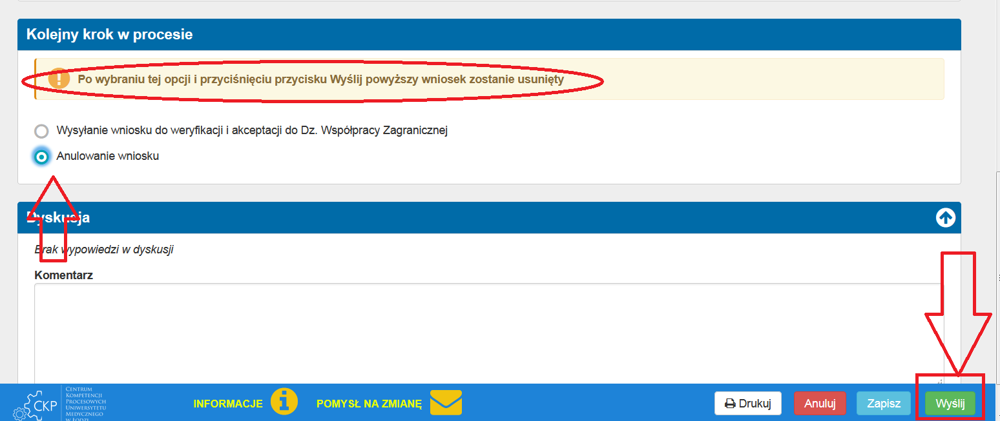 Kolejny krok w procesie
Po wybraniu tej opcji i przyciśnięciu przycisku Wyślij powyższy wniosek zostanie usunięty
Wysyłanie wniosku do weryfikacji i akceptacji do Dz. Współpracy Zagranicznej
Anulowanie wniosku
Dyskusja
Brak wypowiedzi w dyskusji
Komentarz
CKP
CENTRUM
KOMPETENCJI
PROCESOWYCH
UNIWERSYTETU
MEDYCZNEGO
W ŁODZI
INFORMACJE
POMYSŁ NA ZMIANĘ
Drukuj
Anuluj
Zapisz
Wyślij